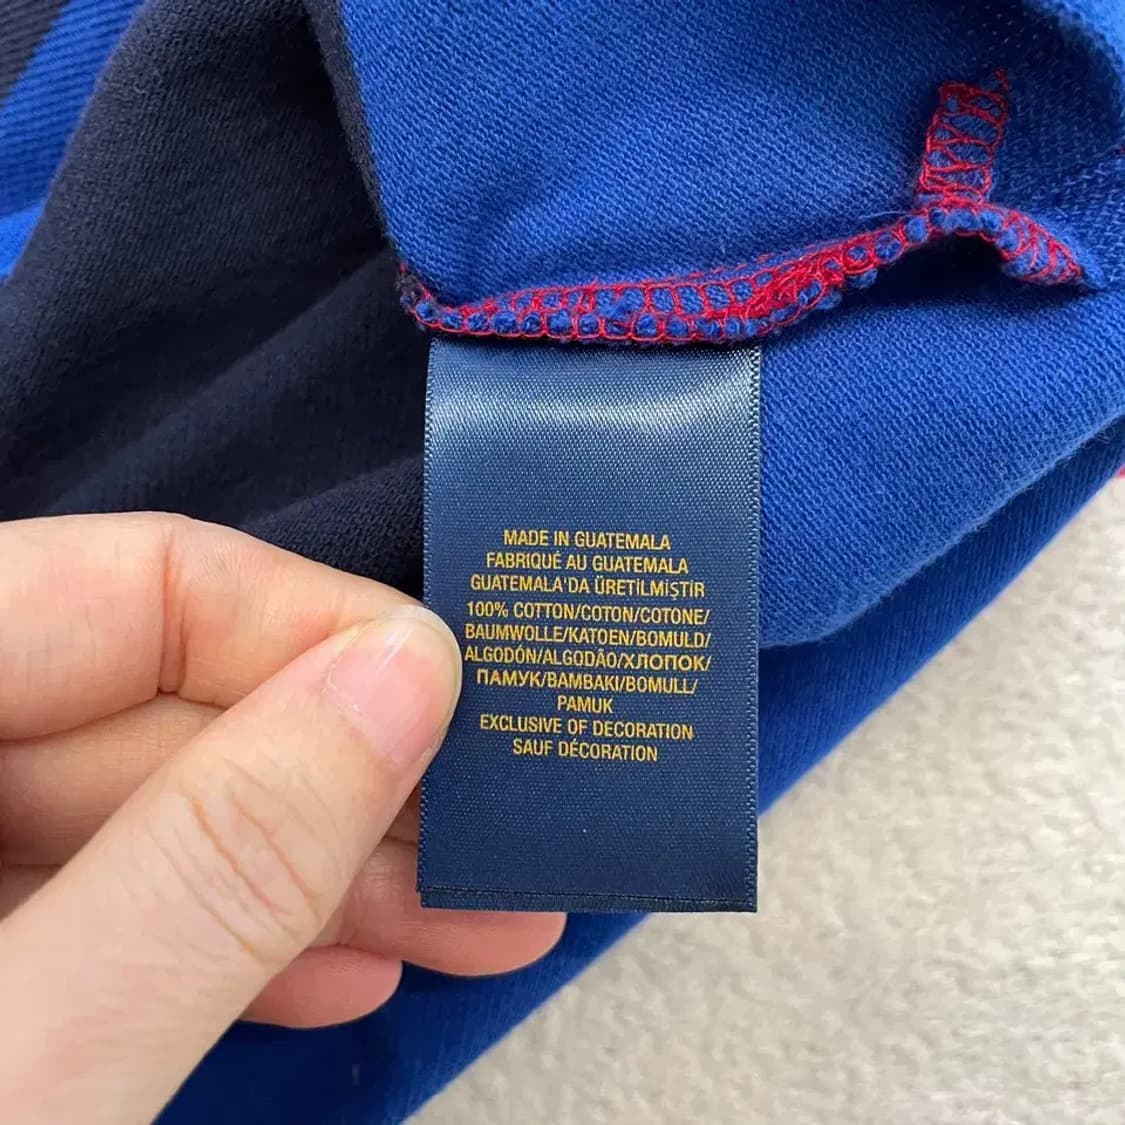 MADE IN GUATEMALA
FABRIQUÉ AU GUATEMALA
GUATEMALA'DA ÜRETİLMİŞTİR
100% COTTON/COTON/COTONE/
BAUMWOLLE/KATOEN/BOMULD/
ALGODÓN/ALGODÃO/ХЛОПОК/
ПАМУК/BAMBAKI/BOMULL/
PAMUK
EXCLUSIVE OF DECORATION
SAUF DÉCORATION